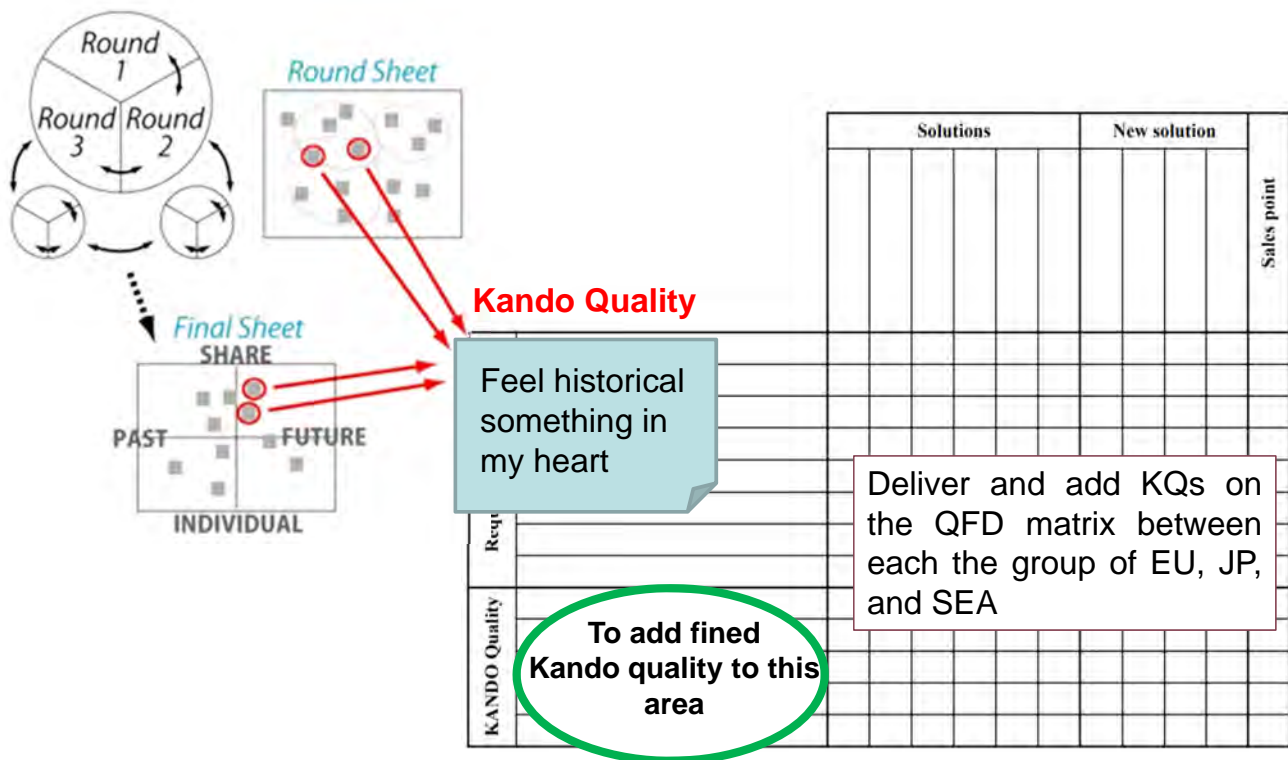 Round
1
Round
3
Round
2
Round Sheet
Final Sheet
SHARE
PAST
FUTURE
INDIVIDUAL
Kando Quality
Feel historical
something in
my heart
Solutions
New solution
Sales point
Deliver and add KQs on
the QFD matrix between
each the group of EU, JP,
and SEA
Requ
KANDO Quality
To add fined
Kando quality to this
area